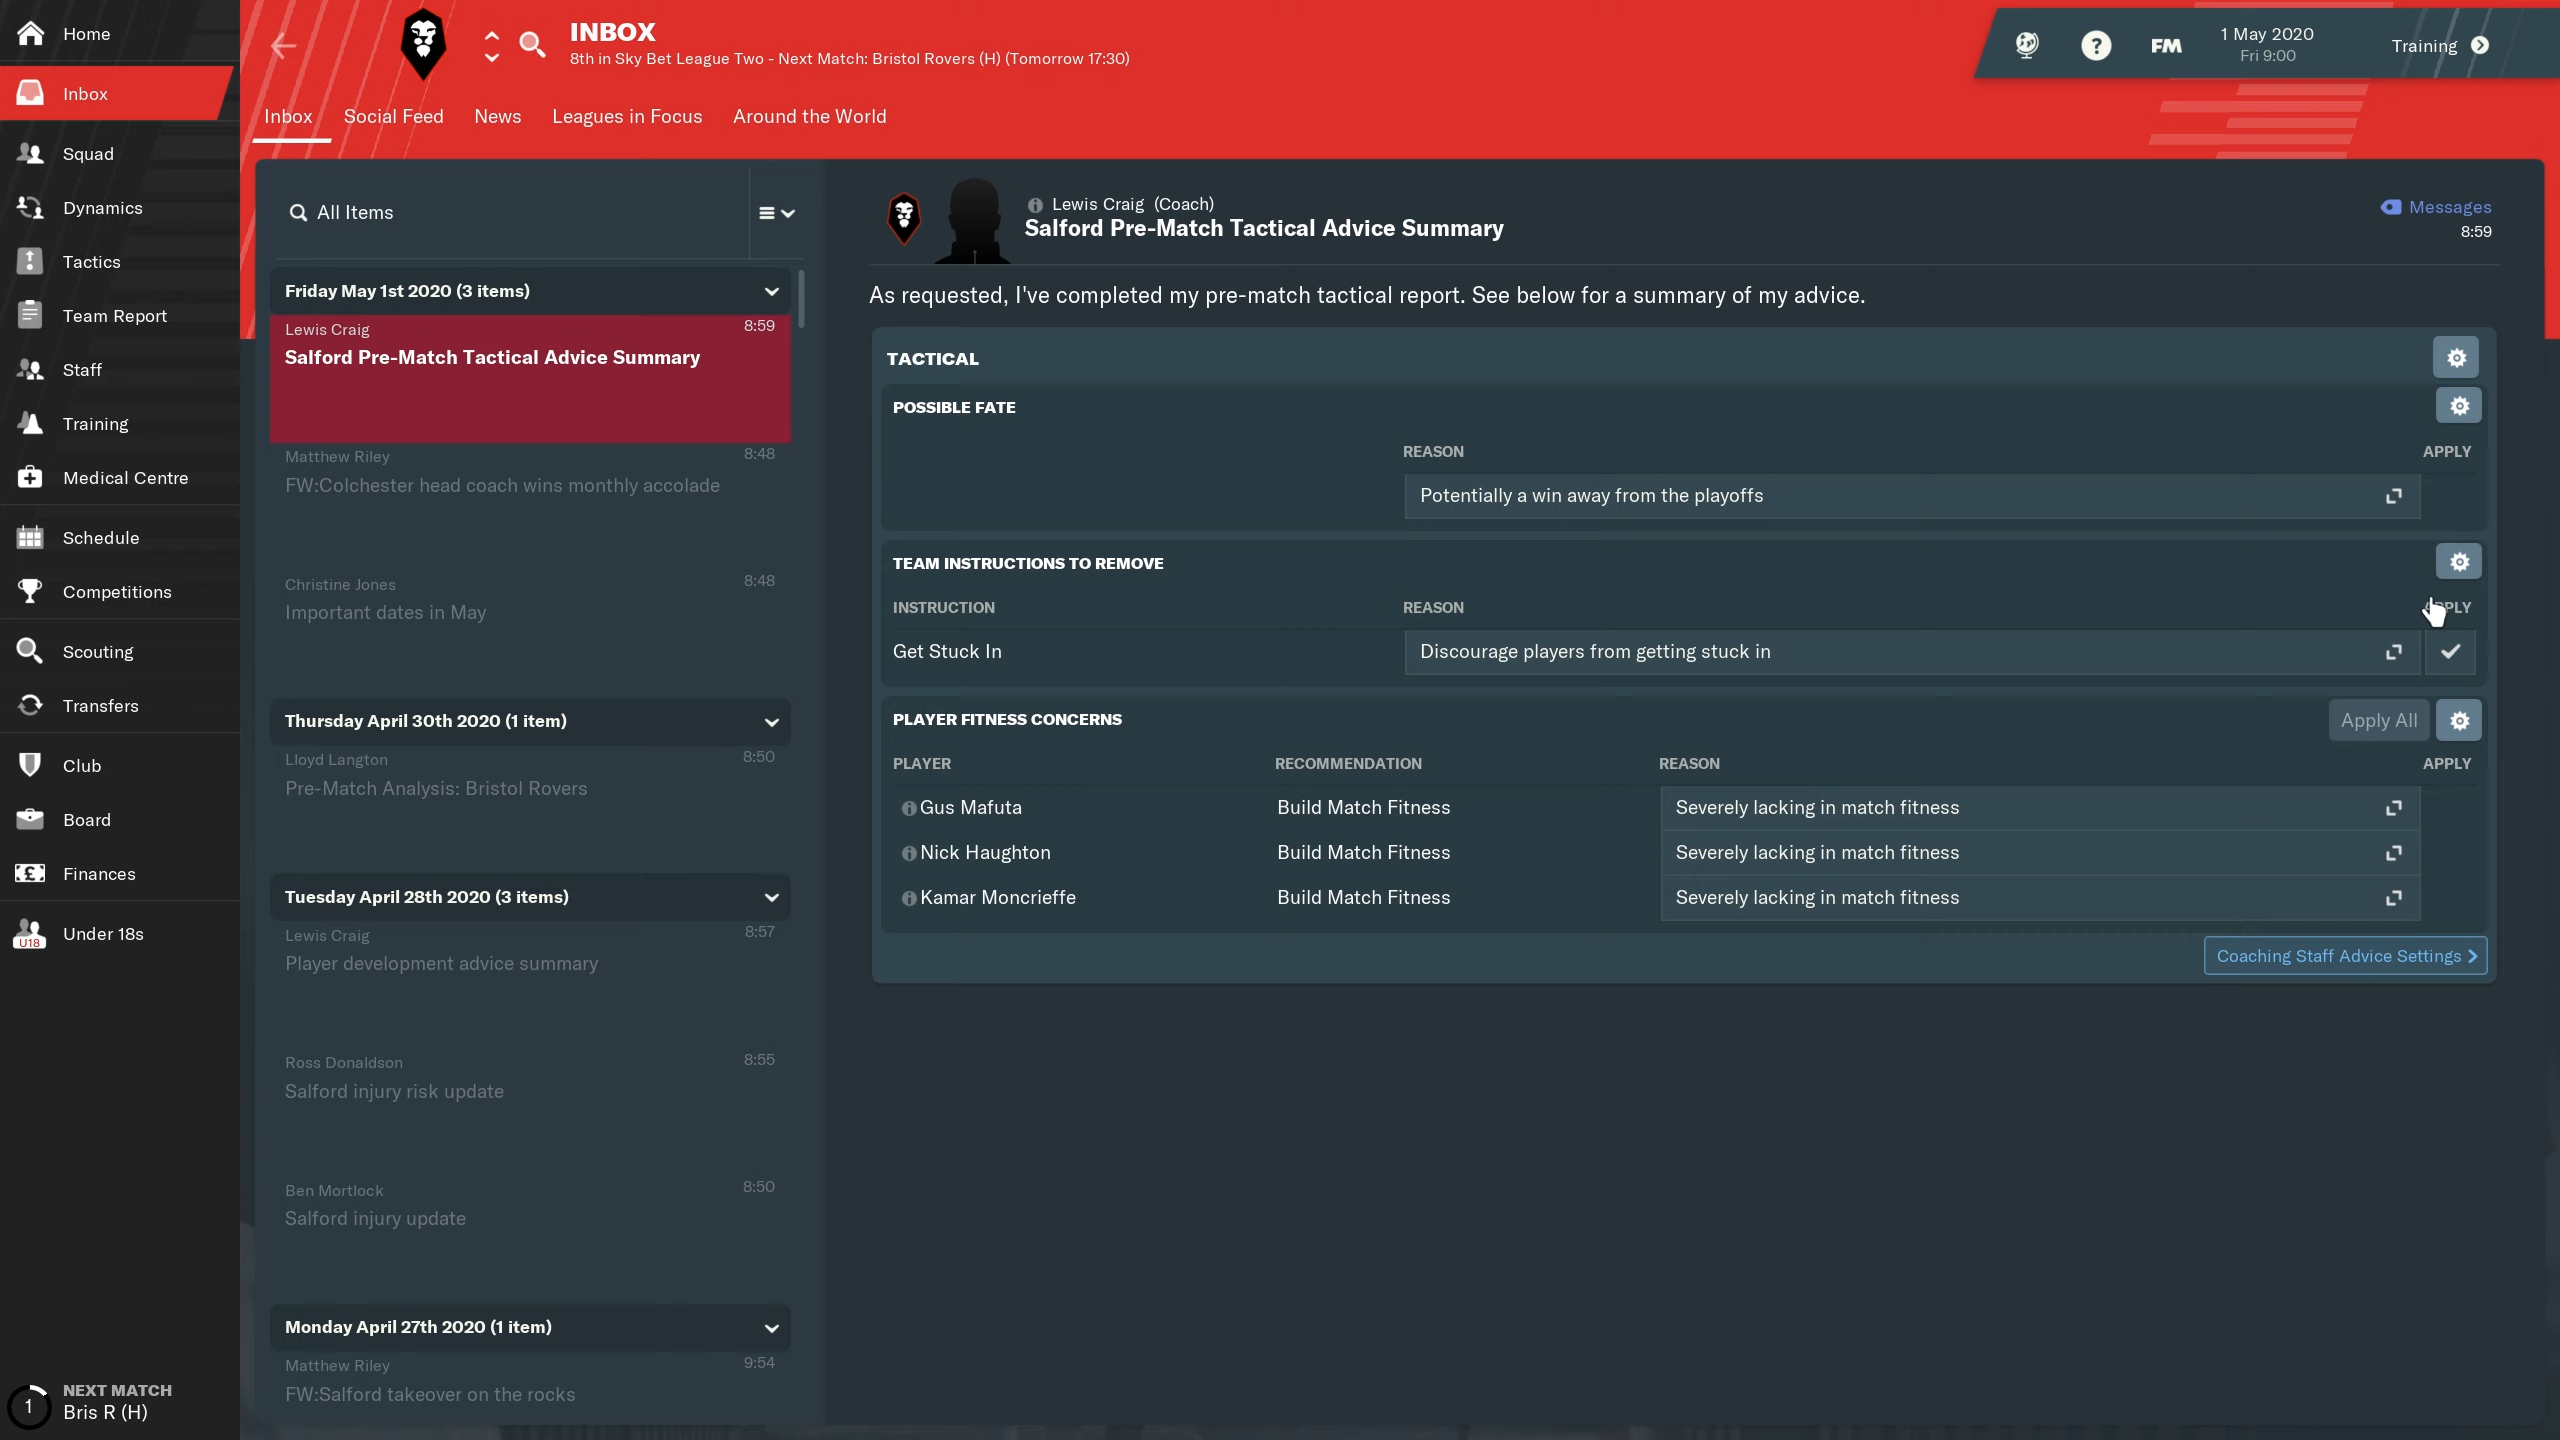 Home
Inbox
Squad
Dynamics
Tactics
Team Report
Staff
Training
Medical Centre
Schedule
Competitions
Scouting
Transfers
Club
Board
Finances
U18
Under 18s
1
NEXT MATCH
Bris R (H)
INBOX
8th in Sky Bet League Two - Next Match: Bristol Rovers (H) (Tomorrow 17:30)
? FM 1 May 2020 Training
Fri 9:00
Inbox Social Feed News Leagues in Focus Around the World
All Items
Friday May 1st 2020 (3 items)
Lewis Craig 8:59
Salford Pre-Match Tactical Advice Summary
Matthew Riley 8:48
FW:Colchester head coach wins monthly accolade
Christine Jones 8:48
Important dates in May
Thursday April 30th 2020 (1 item)
Lloyd Langton 8:50
Pre-Match Analysis: Bristol Rovers
Tuesday April 28th 2020 (3 items)
Lewis Craig 8:57
Player development advice summary
Ross Donaldson 8:55
Salford injury risk update
Ben Mortlock 8:50
Salford injury update
Monday April 27th 2020 (1 item)
Matthew Riley 9:54
FW:Salford takeover on the rocks
Lewis Craig (Coach)
Salford Pre-Match Tactical Advice Summary
Messages
8:59
As requested, I've completed my pre-match tactical report. See below for a summary of my advice.
TACTICAL
POSSIBLE FATE
REASON APPLY
Potentially a win away from the playoffs
TEAM INSTRUCTIONS TO REMOVE
INSTRUCTION REASON
Get Stuck In Discourage players from getting stuck in
PLAYER FITNESS CONCERNS Apply All
PLAYER RECOMMENDATION REASON APPLY
Gus Mafuta Build Match Fitness Severely lacking in match fitness
Nick Haughton Build Match Fitness Severely lacking in match fitness
Kamar Moncrieffe Build Match Fitness Severely lacking in match fitness
Coaching Staff Advice Settings